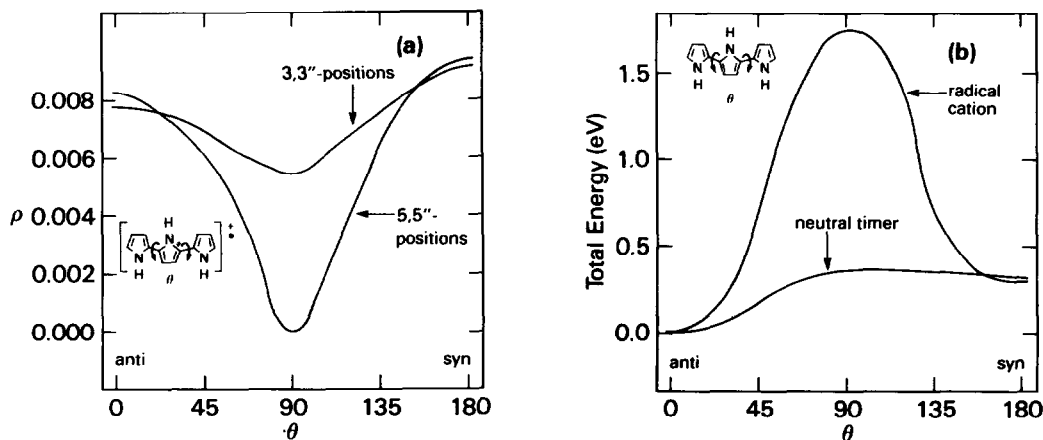 (a)
H
N
3,3"-positions
0.008
0.006
ρ 0.004
0.002
0.000
5,5"-
positions
H
N
N
H
N
H
+
•
θ
anti
syn
0
45
90
135
180
·θ
(b)
H
N
N
H
N
H
θ
radical
cation
neutral timer
Total Energy (eV)
1.5
1.0
0.5
0.0
anti
syn
0
45
90
135
180
θ